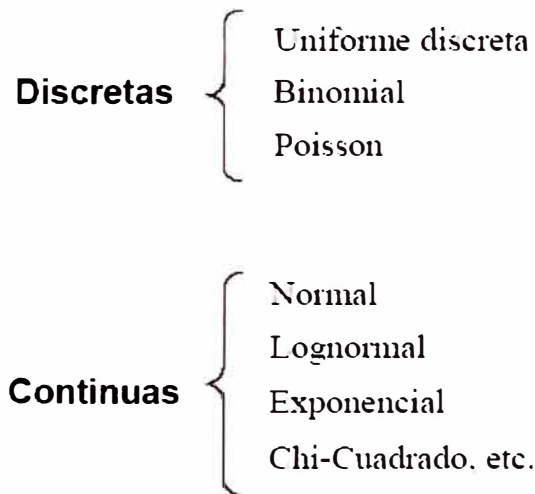 Uniforme discreta
Discretas
Binomial
Poisson
Normal
Lognormal
Continuas
Exponencial
Chi-Cuadrado, etc.